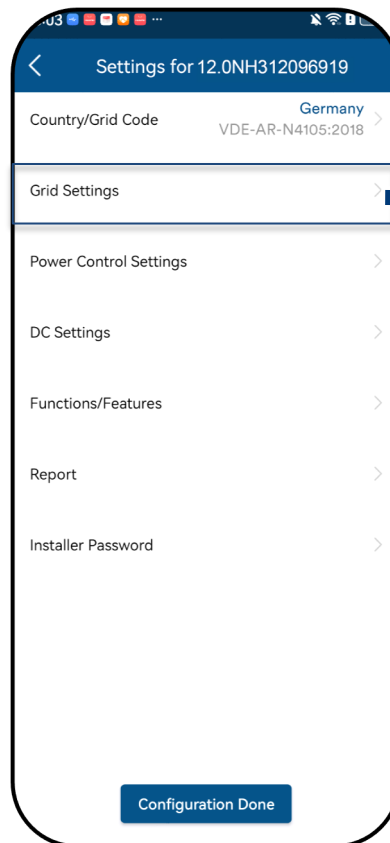 :03
Settings for 12.0NH312096919
Country/Grid Code
Germany
VDE-AR-N4105:2018
Grid Settings
Power Control Settings
DC Settings
Functions/Features
Report
Installer Password
Configuration Done